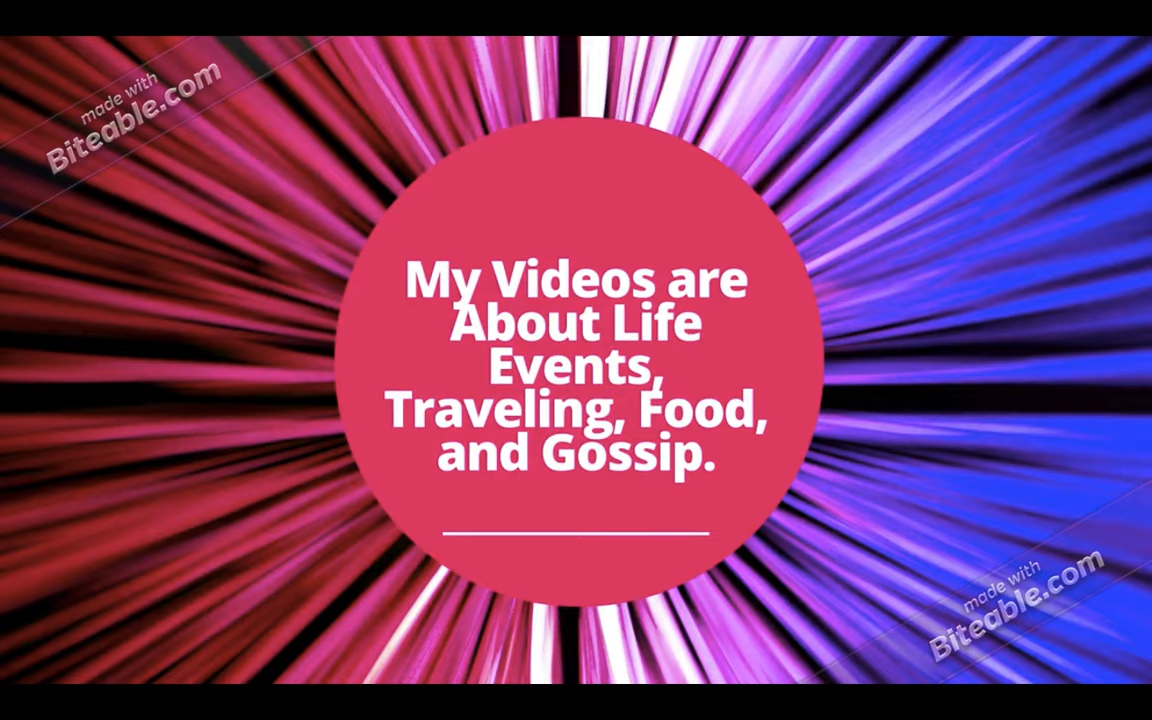 made with
Biteable.com
My Videos are
About Life
Events,
Traveling, Food,
and Gossip.
made with
Biteable.com